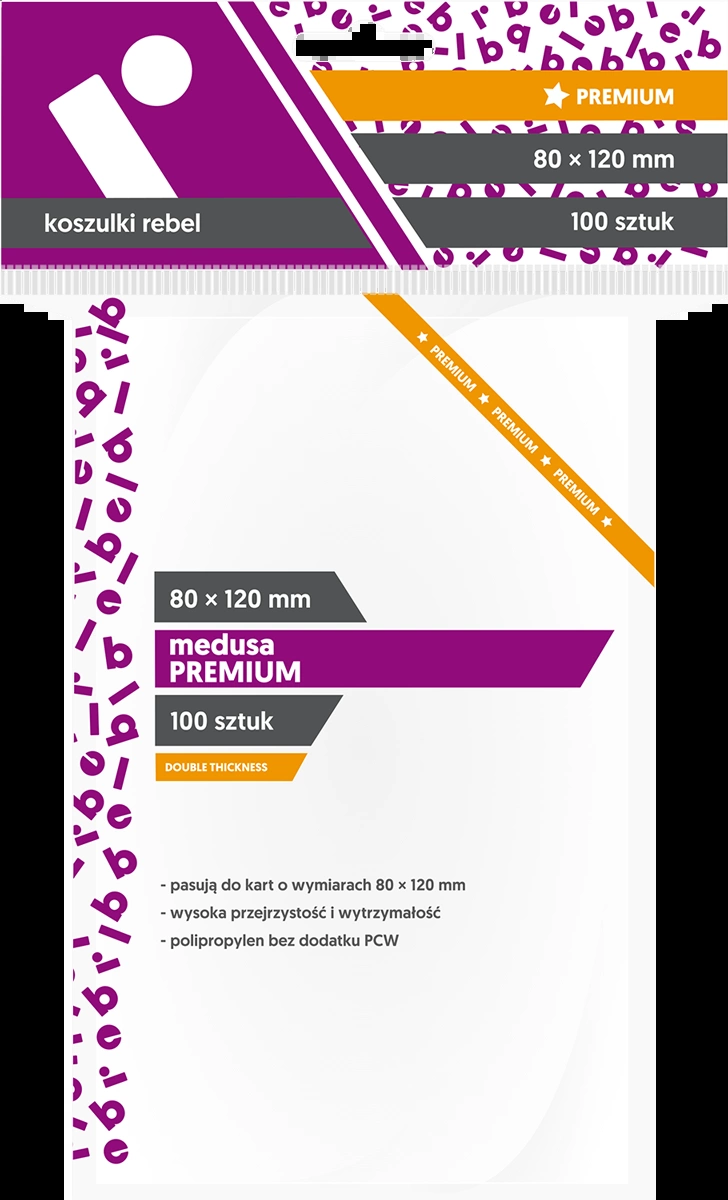 ★ PREMIUM
80 × 120 mm
koszulki rebel
100 sztuk
★ PREMIUM ★ PREMIUM ★ PREMIUM ★
80 × 120 mm
medusa
PREMIUM
100 sztuk
DOUBLE THICKNESS
- pasują do kart o wymiarach 80 × 120 mm
- wysoka przejrzystość i wytrzymałość
- polipropylen bez dodatku PCW